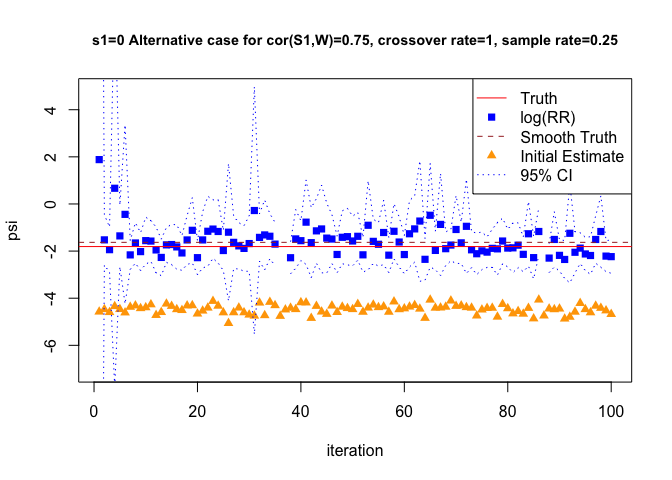 s1=0 Alternative case for cor(S1,W)=0.75, crossover rate=1, sample rate=0.25
Truth
log(RR)
Smooth Truth
Initial Estimate
95% CI
psi
4
2
0
-2
-4
-6
0 20 40 60 80 100
iteration